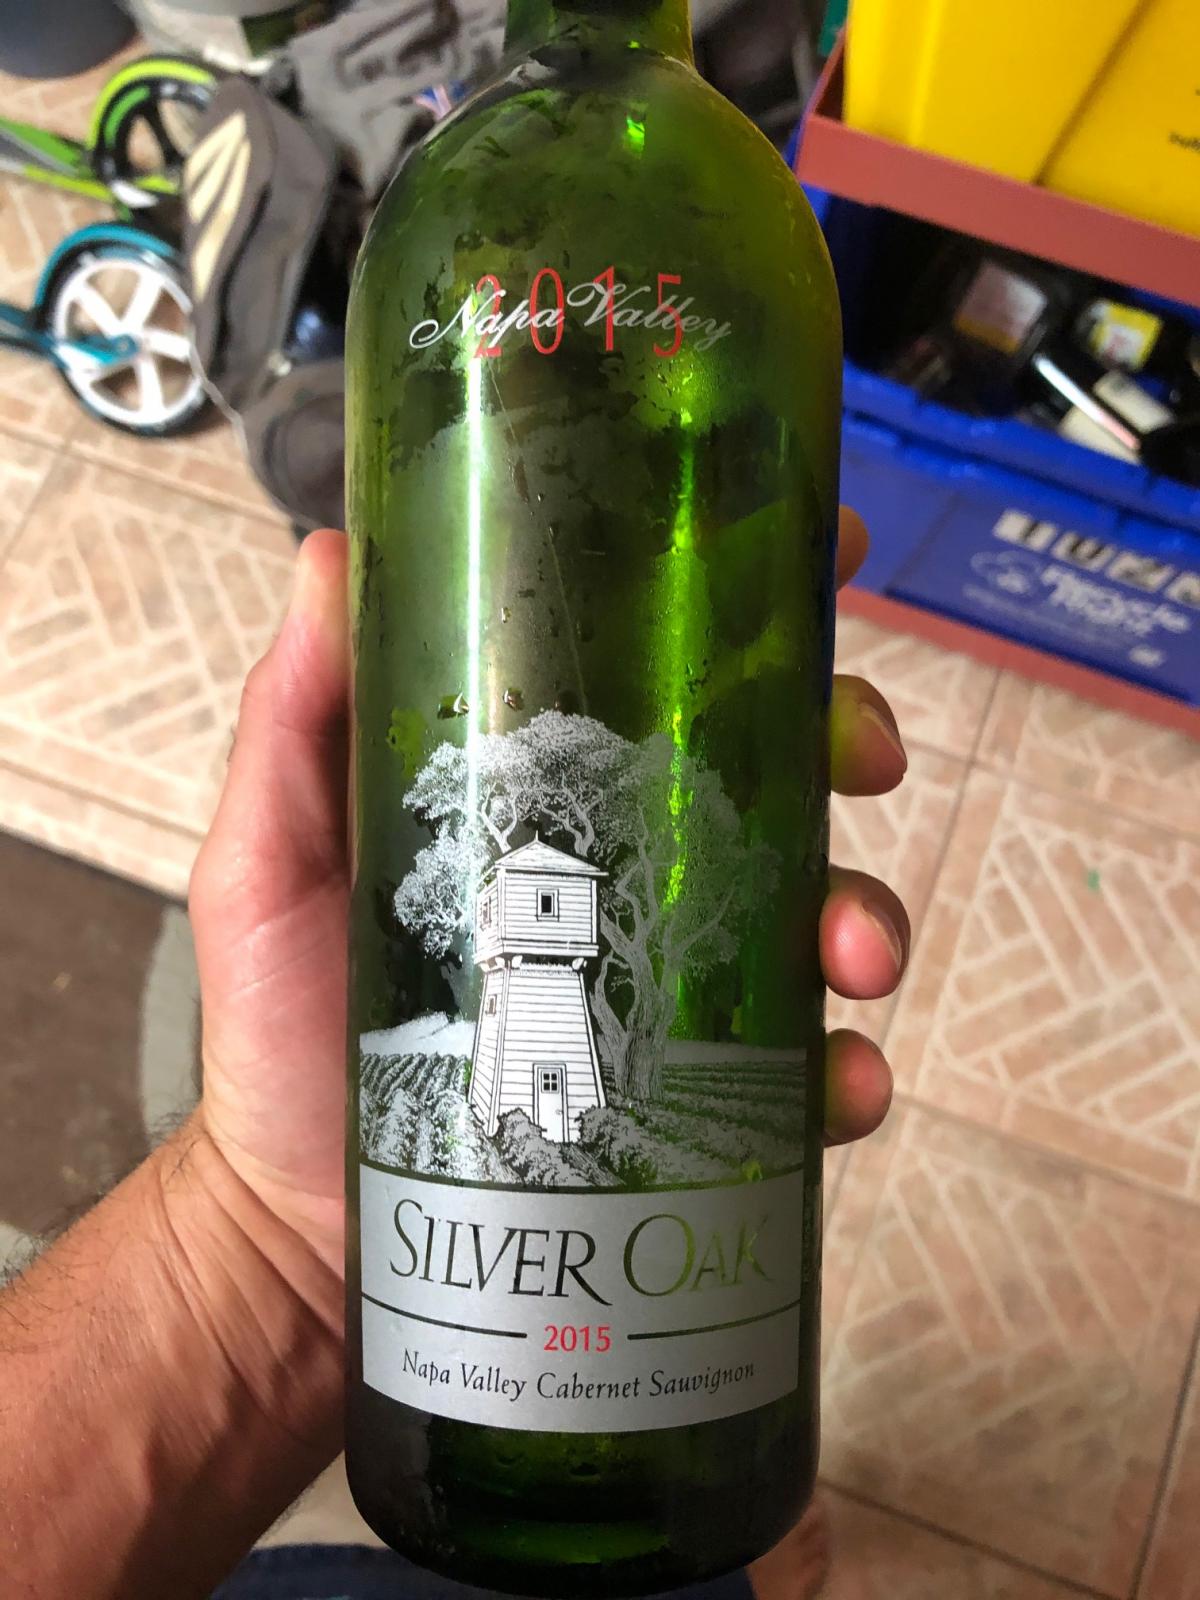 2015
Napa Valley
SILVER OAK
2015
Napa Valley Cabernet Sauvignon